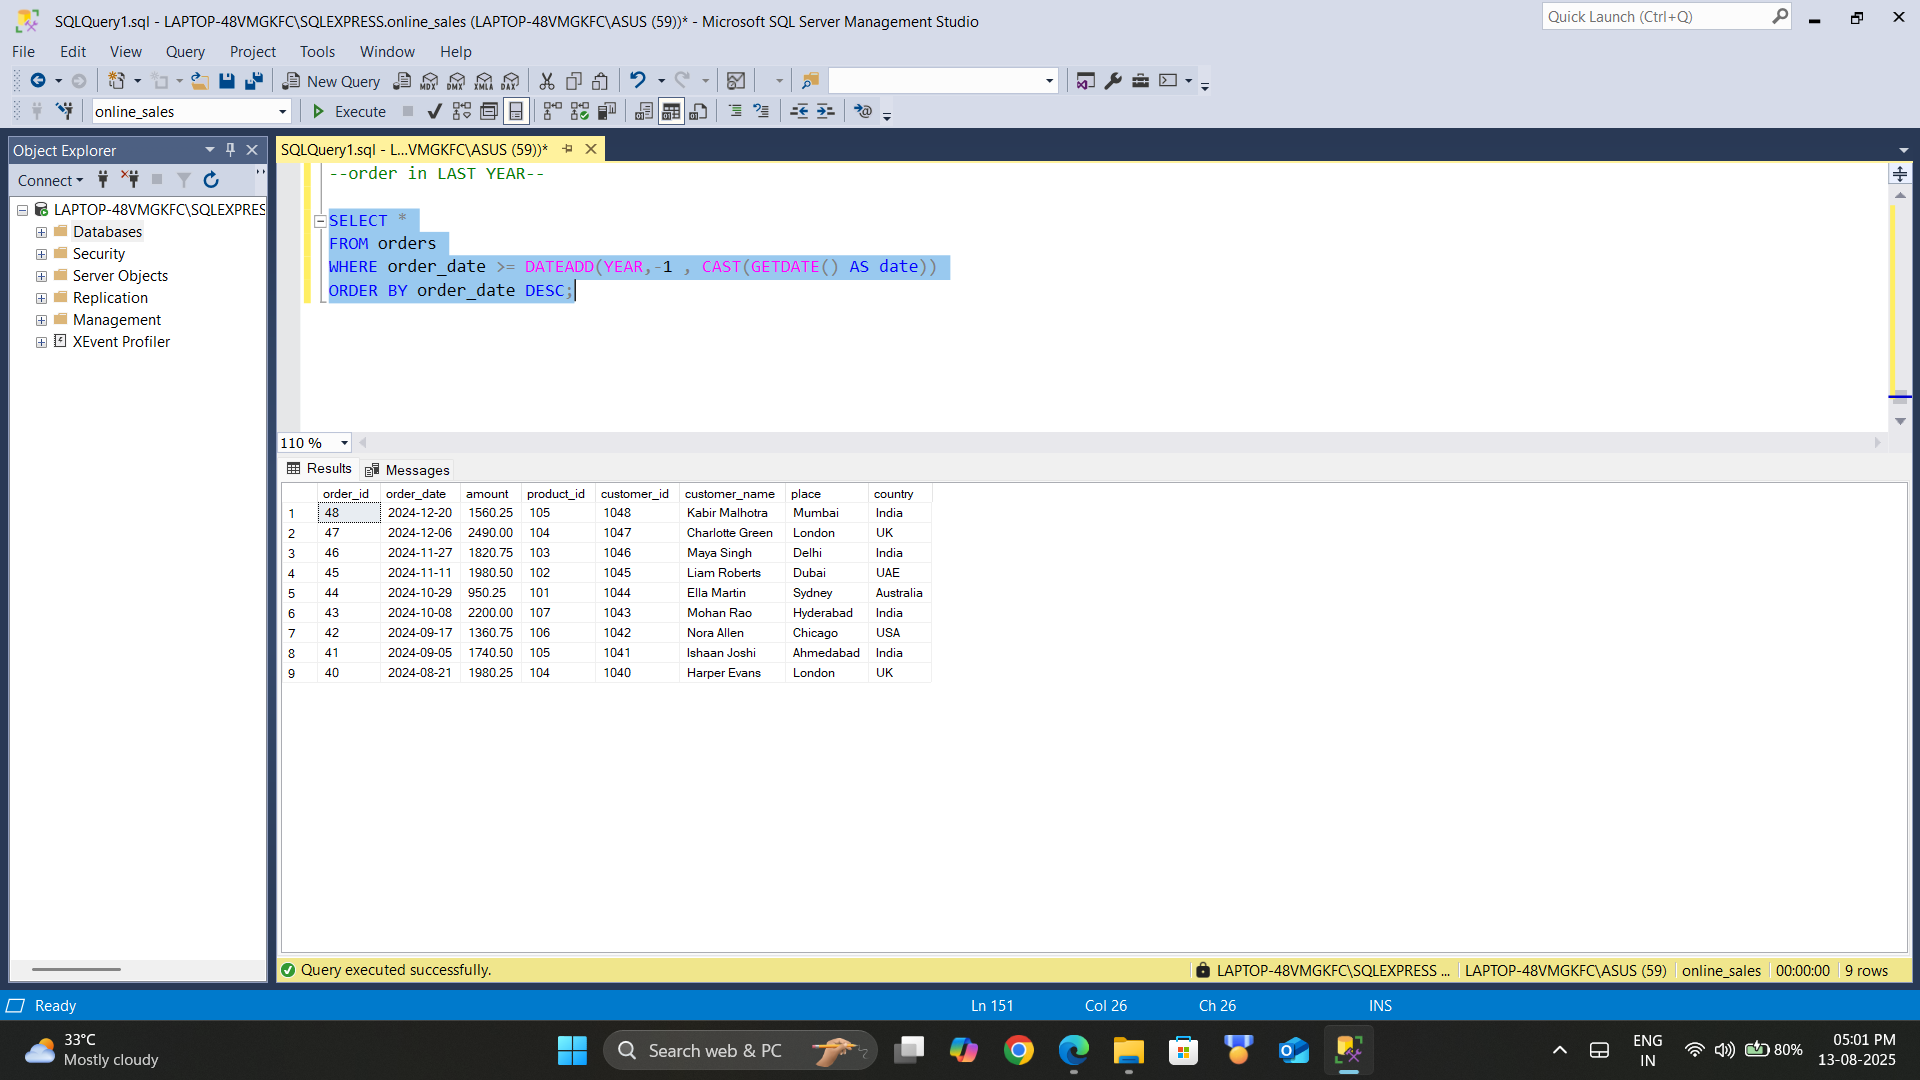 SQLQuery1.sql - LAPTOP-48VMGKFC\SQLEXPRESS.online_sales (LAPTOP-48VMGKFC\ASUS (59))* - Microsoft SQL Server Management Studio
Quick Launch (Ctrl+Q)
File Edit View Query Project Tools Window Help
New Query MDX DMX XMLA DAX
online_sales Execute
Object Explorer
SQLQuery1.sql - L...VMGKFC\ASUS (59))*
Connect
LAPTOP-48VMGKFC\SQLEXPRES
Databases
Security
Server Objects
Replication
Management
XEvent Profiler
--order in LAST YEAR--
SELECT *
FROM orders
WHERE order_date >= DATEADD(YEAR,-1 , CAST(GETDATE() AS date))
ORDER BY order_date DESC;
110 %
Results Messages
order_id order_date amount product_id customer_id customer_name place country
1 48 2024-12-20 1560.25 105 1048 Kabir Malhotra Mumbai India
2 47 2024-12-06 2490.00 104 1047 Charlotte Green London UK
3 46 2024-11-27 1820.75 103 1046 Maya Singh Delhi India
4 45 2024-11-11 1980.50 102 1045 Liam Roberts Dubai UAE
5 44 2024-10-29 950.25 101 1044 Ella Martin Sydney Australia
6 43 2024-10-08 2200.00 107 1043 Mohan Rao Hyderabad India
7 42 2024-09-17 1360.75 106 1042 Nora Allen Chicago USA
8 41 2024-09-05 1740.50 105 1041 Ishaan Joshi Ahmedabad India
9 40 2024-08-21 1980.25 104 1040 Harper Evans London UK
Query executed successfully.
LAPTOP-48VMGKFC\SQLEXPRESS ... LAPTOP-48VMGKFC\ASUS (59) online_sales 00:00:00 9 rows
Ready Ln 151 Col 26 Ch 26 INS
33°C
Mostly cloudy
Search web & PC
ENG
IN
80%
05:01 PM
13-08-2025